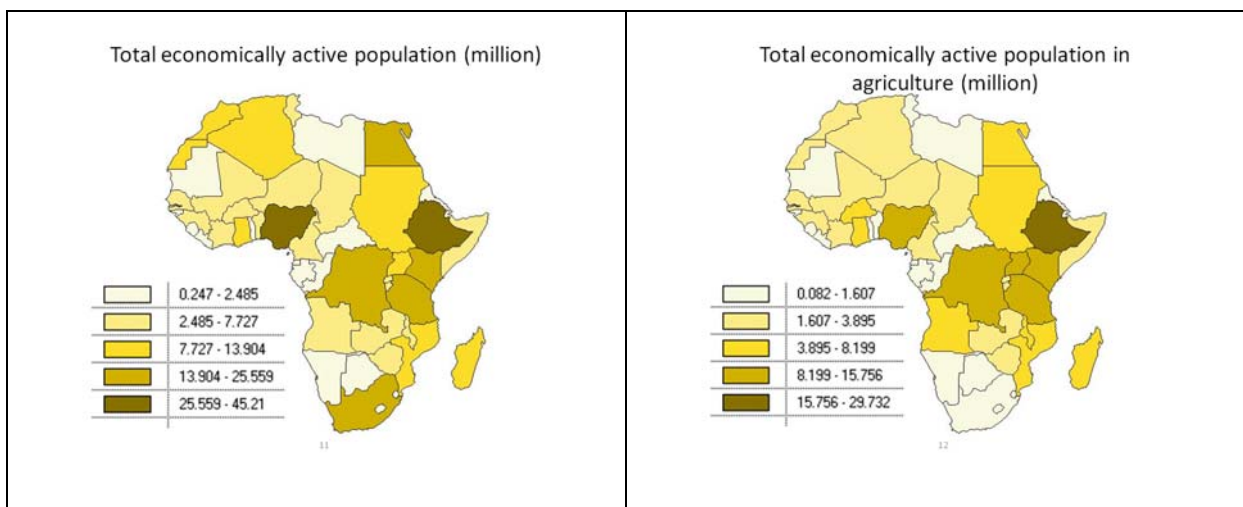 Total economically active population (million)
0.247 - 2.485
2.485 - 7.727
7.727 - 13.904
13.904 - 25.559
25.559 - 45.21
11
Total economically active population in
agriculture (million)
0.082 - 1.607
1.607 - 3.895
3.895 - 8.199
8.199 - 15.756
15.756 - 29.732
12